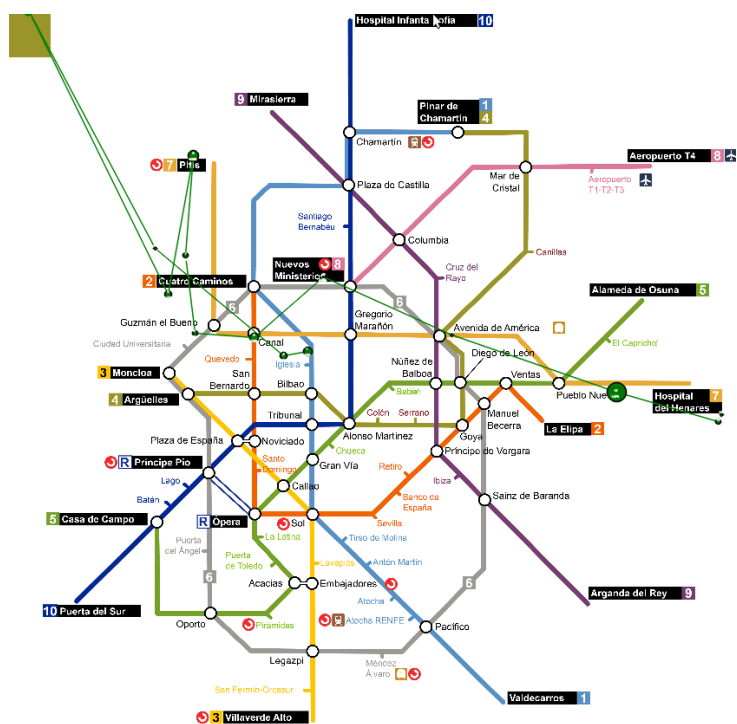 Hospital Infanta Sofia 10
9 Mirasierra
Pinar de
Chamartín
1
4
Chamartín
7 Pitis
Aeropuerto T4 8
Mar de
Cristal
Aeropuerto
T1-T2-T3
Plaza de Castilla
Santiago
Bernabéu
Columbia
Canillas
Cruz del
Rayo
Nuevos
Ministerios
8
2 Cuatro Caminos
Alameda de Osuna 5
6
6
Guzmán el Bueno
Gregorio
Marañón
Avenida de América
Ciudad Universitaria
Canal
El Capricho'
Diego de León
Quevedo
Iglesia
Núñez de
Balboa
Ventas
3 Moncloa
San
Bernardo
Bilbao
Pueblo Nue
Hospital
del Henares
7
4 Argüelles
Colón
Serrano
Manuel
Becerra
Tribunal
Alonso Martinez
Goya
La Elipa 2
Plaza de España
Noviciado
Chueca
Príncipe do Vorgara
R Príncipe Pio
Santo
Domingo
Gran Vía
Retiro
Lago
Callao
Ibiza
Batán
Banco de
España
Sainz de Baranda
5 Casa de Campo
R Ópera
Sol
Sevilla
La Latina
Tirso de Molina
Puerta
del Ángel
Puerta
de Toledo
Lavapiés
Antón Martín
6
Acacias
Embajadores
6
Arganda del Rey 9
10 Puerta del Sur
Atocha
Oporto
Pirámides
Atocha RENFE
Pacífico
Legazpi
Méndez
Álvaro
San Fermín-Orcasur
Valdecarros 1
3 Villaverde Alto